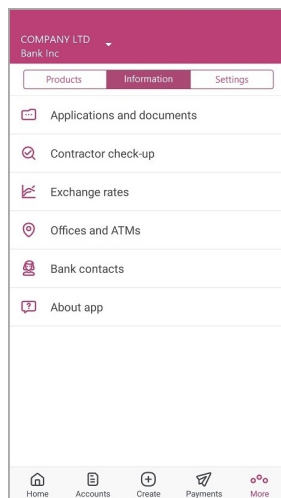 COMPANY LTD
Bank Inc
Products Information Settings
Applications and documents
Contractor check-up
Exchange rates
Offices and ATMs
Bank contacts
About app
Home Accounts Create Payments More